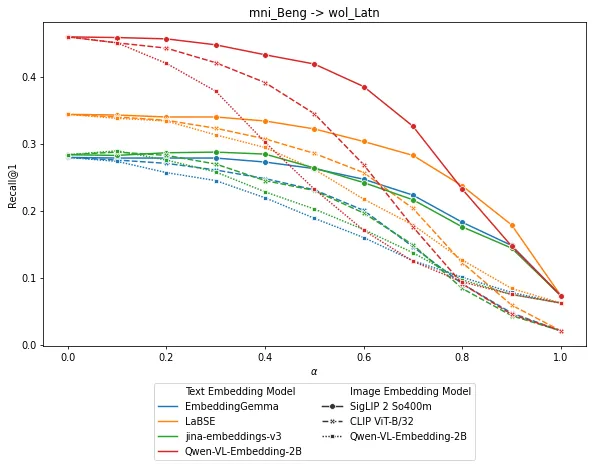 mni_Beng -> wol_Latn
Recall@1
0.4
0.3
0.2
0.1
0.0
0.0 0.2 0.4 0.6 0.8 1.0
α
Text Embedding Model Image Embedding Model
EmbeddingGemma SigLIP 2 So400m
LaBSE CLIP ViT-B/32
jina-embeddings-v3 Qwen-VL-Embedding-2B
Qwen-VL-Embedding-2B